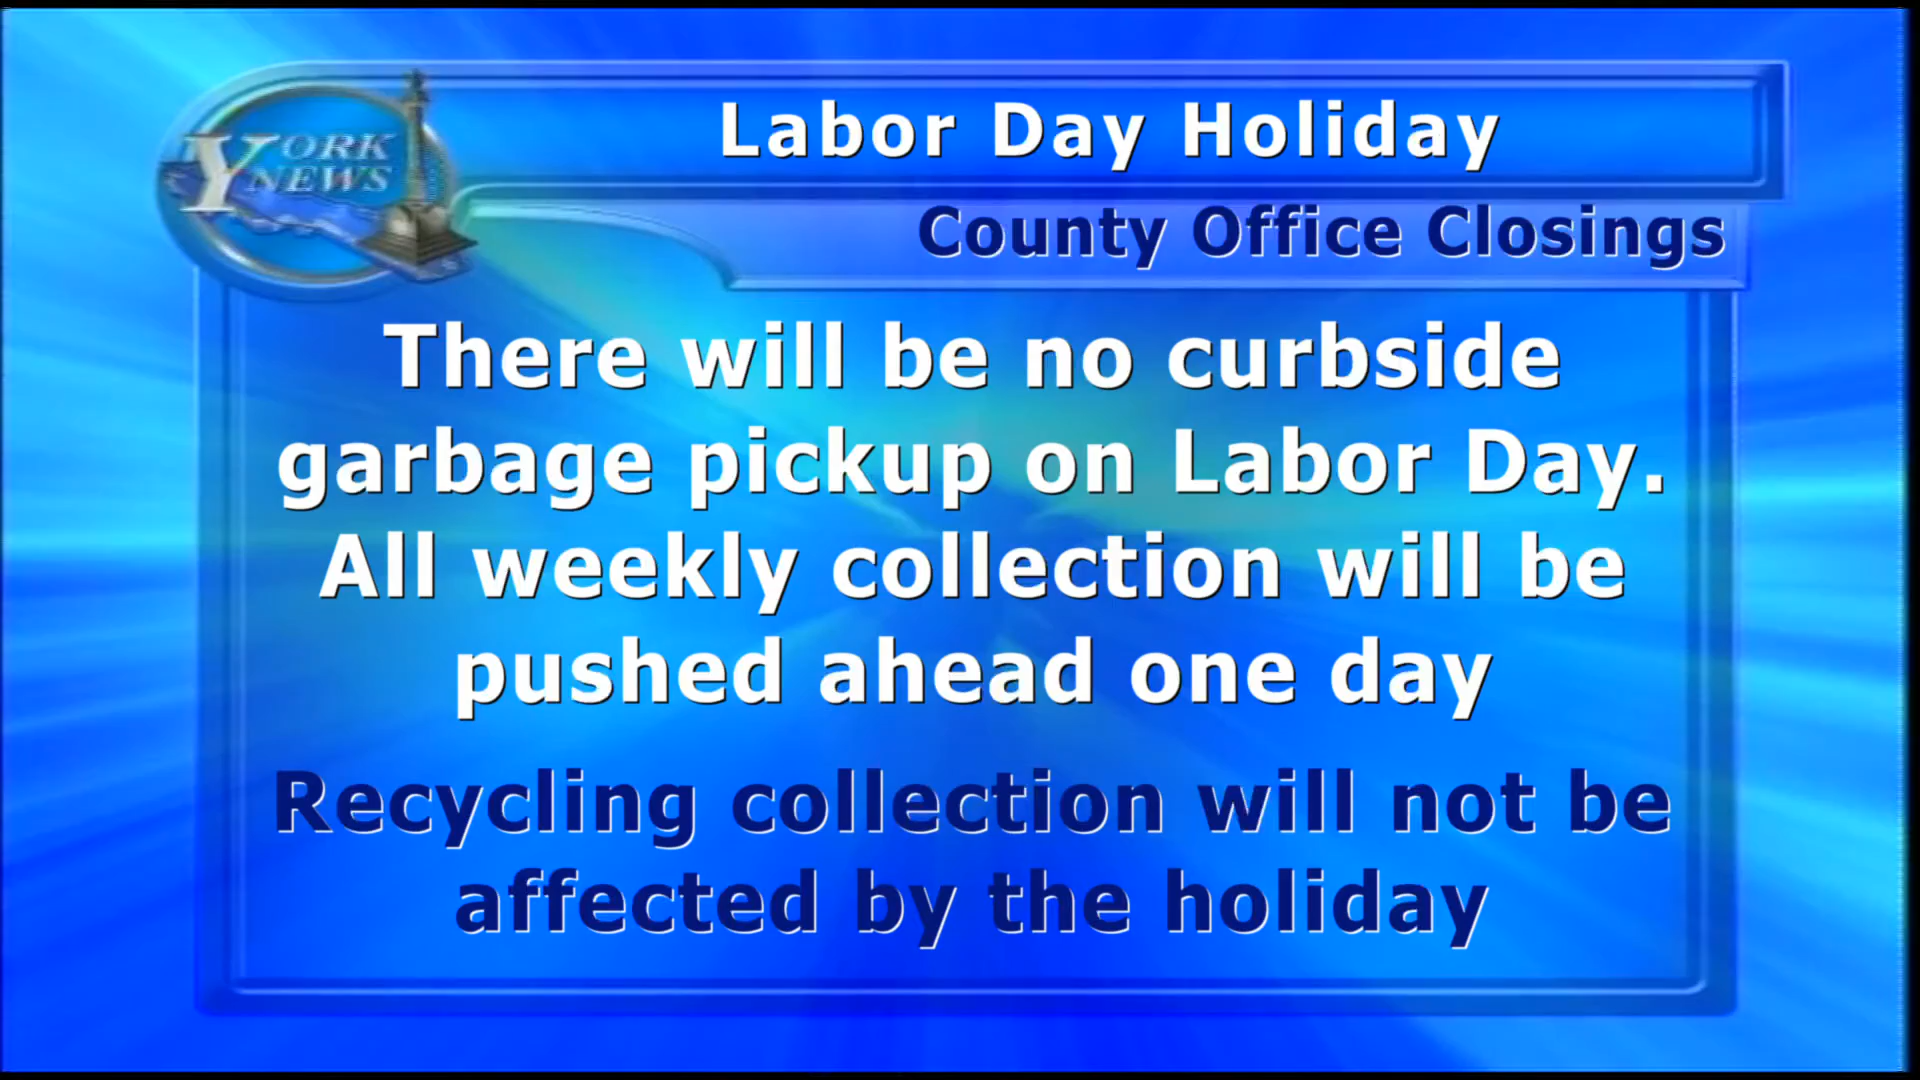 YORK
NEWS
Labor Day Holiday
County Office Closings
There will be no curbside
garbage pickup on Labor Day.
All weekly collection will be
pushed ahead one day
Recycling collection will not be
affected by the holiday